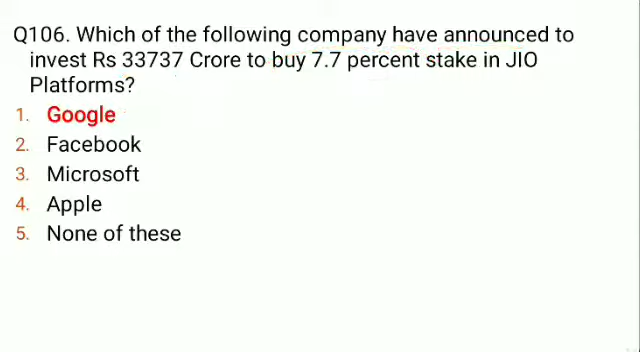 Q106. Which of the following company have announced to
invest Rs 33737 Crore to buy 7.7 percent stake in JIO
Platforms?
1. Google
2. Facebook
3. Microsoft
4. Apple
5. None of these